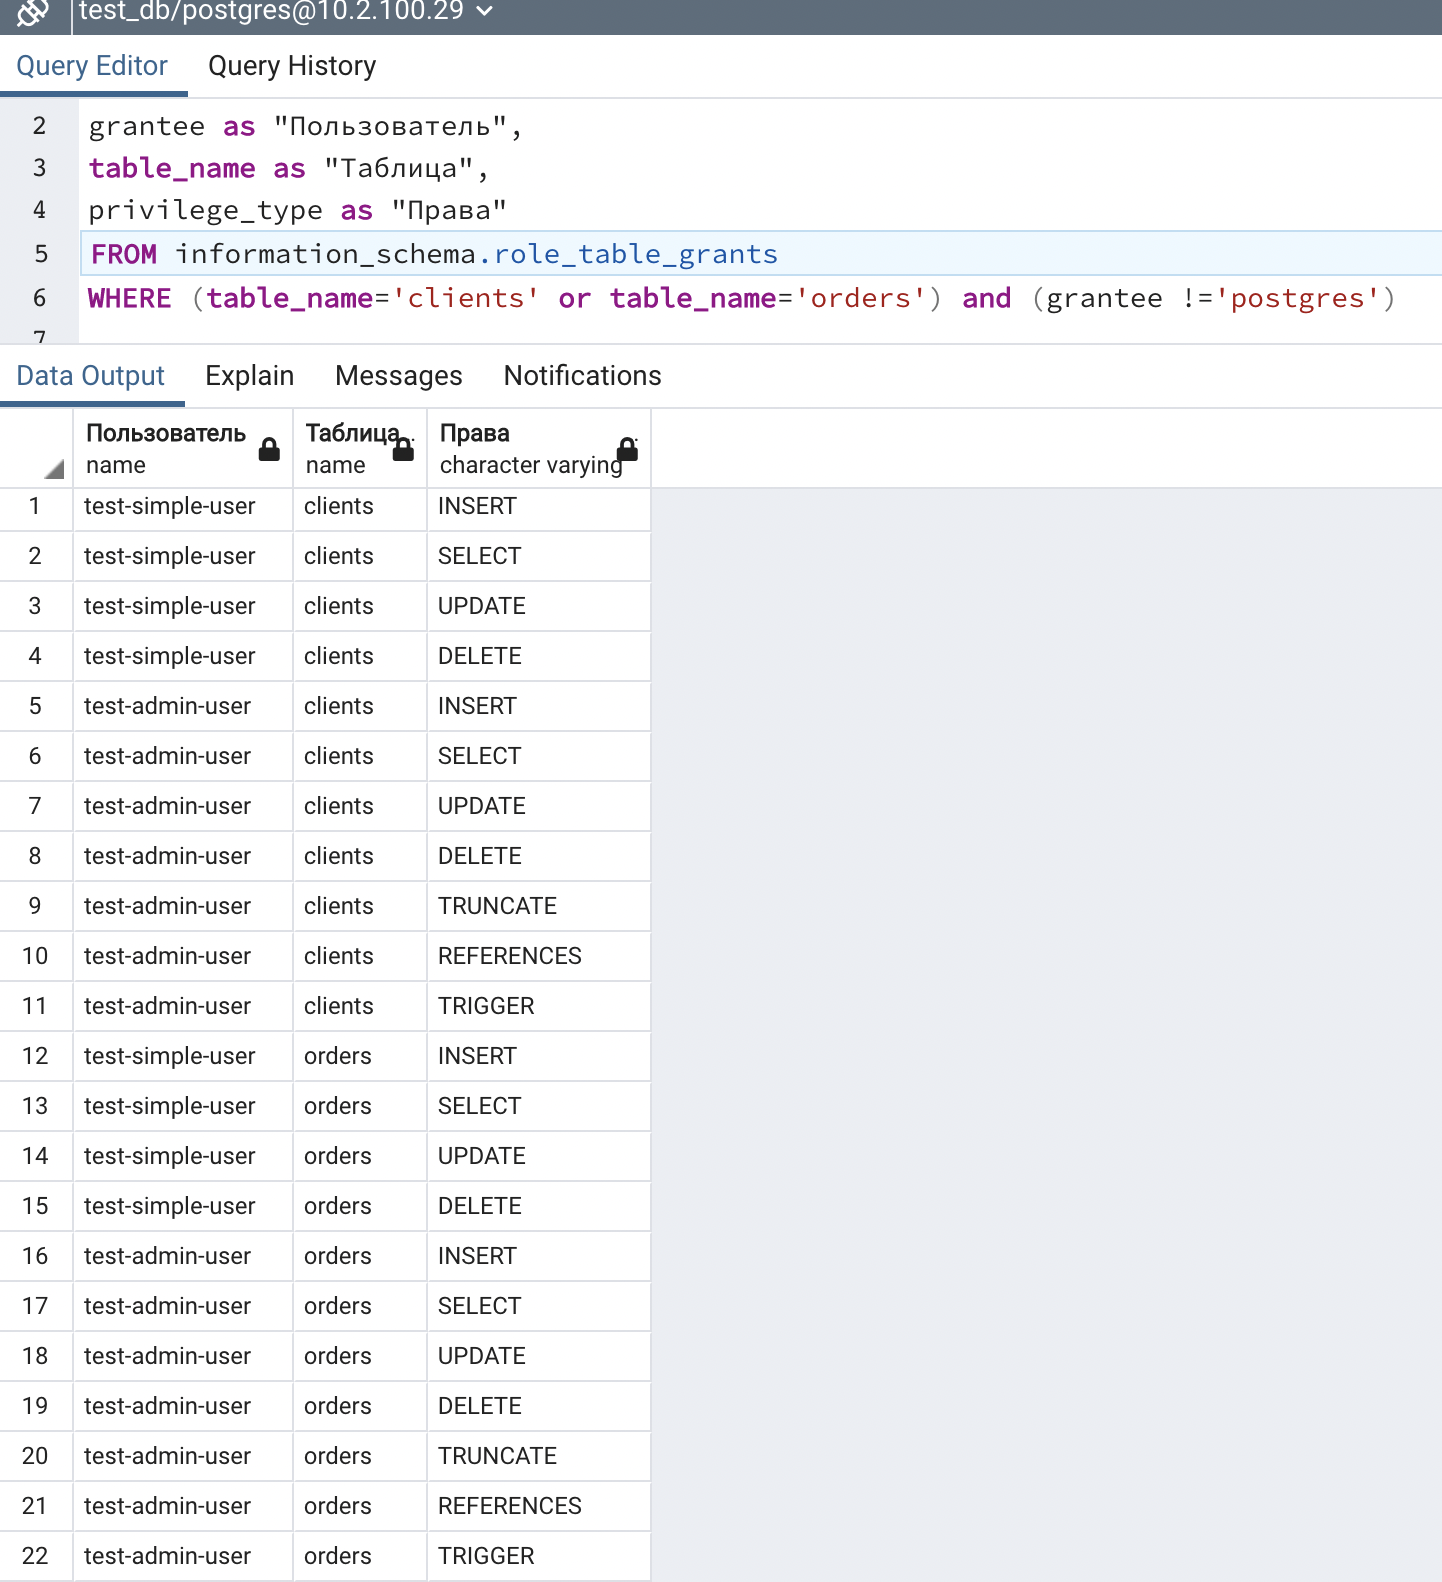 test_db/postgres@10.2.100.29
Query Editor Query History
2 grantee as "Пользователь",
3 table_name as "Таблица",
4 privilege_type as "Права"
5 FROM information_schema.role_table_grants
6 WHERE (table_name='clients' or table_name='orders') and (grantee !='postgres')
7
Data Output Explain Messages Notifications
Пользователь Таблица Права
name name character varying
1 test-simple-user clients INSERT
2 test-simple-user clients SELECT
3 test-simple-user clients UPDATE
4 test-simple-user clients DELETE
5 test-admin-user clients INSERT
6 test-admin-user clients SELECT
7 test-admin-user clients UPDATE
8 test-admin-user clients DELETE
9 test-admin-user clients TRUNCATE
10 test-admin-user clients REFERENCES
11 test-admin-user clients TRIGGER
12 test-simple-user orders INSERT
13 test-simple-user orders SELECT
14 test-simple-user orders UPDATE
15 test-simple-user orders DELETE
16 test-admin-user orders INSERT
17 test-admin-user orders SELECT
18 test-admin-user orders UPDATE
19 test-admin-user orders DELETE
20 test-admin-user orders TRUNCATE
21 test-admin-user orders REFERENCES
22 test-admin-user orders TRIGGER